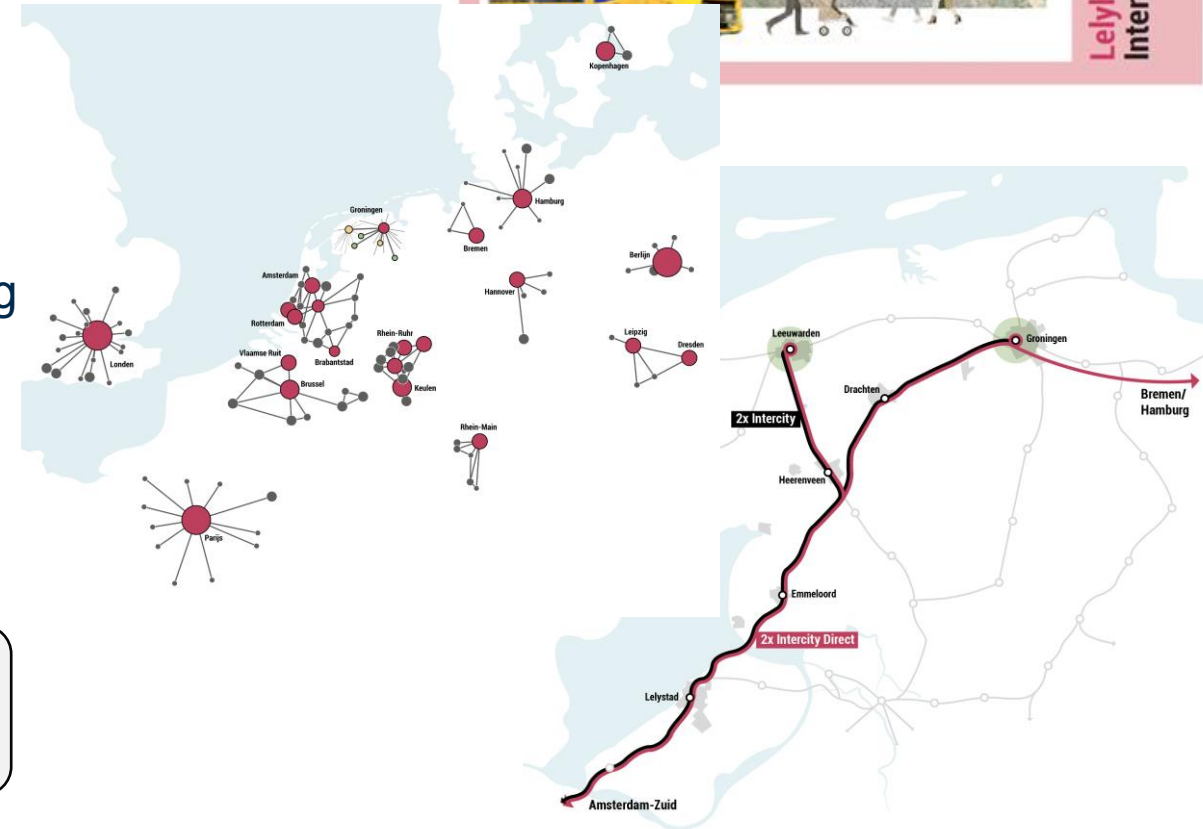 Kopenhagen
Hamburg
Groningen
Bremen
Berlijn
Amsterdam
Hannover
Rotterdam
Rhein-Ruhr
Leipzig
Dresden
Londen
Vlaamse Ruit
Brabantstad
Brussel
Keulen
Rhein-Main
Parijs
g
Lelyl
Inter
Leeuwarden
Groningen
Drachten
Bremen/
Hamburg
2x Intercity
Heerenveen
Emmeloord
2x Intercity Direct
Lelystad
Amsterdam-Zuid